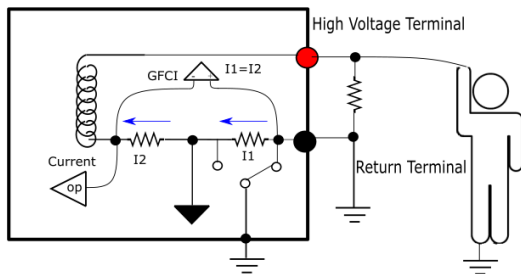 High Voltage Terminal
GFCI
I1=I2
- +
I2
I1
Current
op
Return Terminal